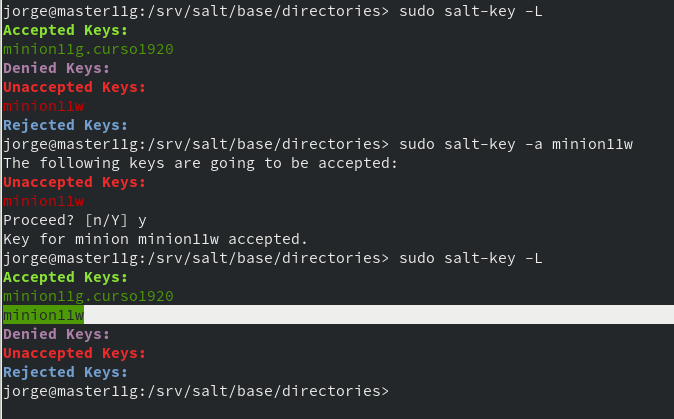 jorge@master11g:/srv/salt/base/directories> sudo salt-key -L
Accepted Keys:
minion11g.curso1920
Denied Keys:
Unaccepted Keys:
minion11w
Rejected Keys:
jorge@master11g:/srv/salt/base/directories> sudo salt-key -a minion11w
The following keys are going to be accepted:
Unaccepted Keys:
minion11w
Proceed? [n/Y] y
Key for minion minion11w accepted.
jorge@master11g:/srv/salt/base/directories> sudo salt-key -L
Accepted Keys:
minion11g.curso1920
minion11w
Denied Keys:
Unaccepted Keys:
Rejected Keys:
jorge@master11g:/srv/salt/base/directories>